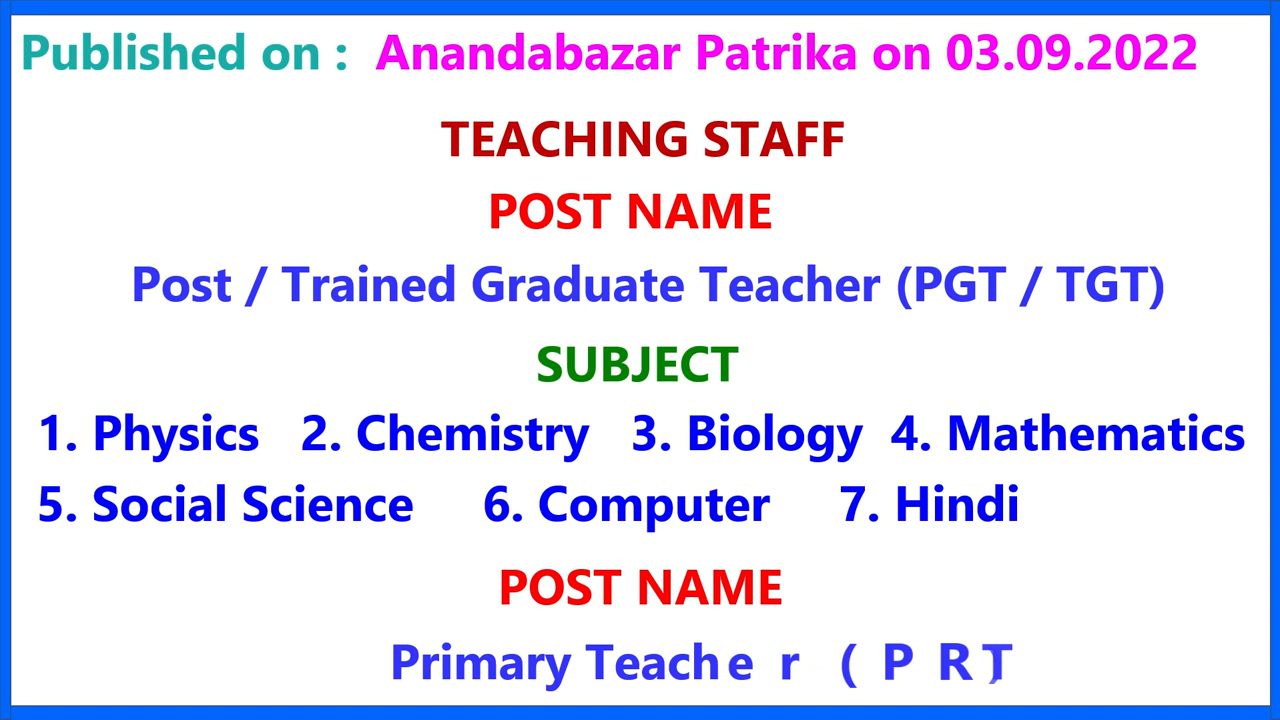 Published on : Anandabazar Patrika on 03.09.2022
TEACHING STAFF
POST NAME
Post / Trained Graduate Teacher (PGT / TGT)
SUBJECT
1. Physics 2. Chemistry 3. Biology 4. Mathematics
5. Social Science 6. Computer 7. Hindi
POST NAME
Primary Teacher (PRT